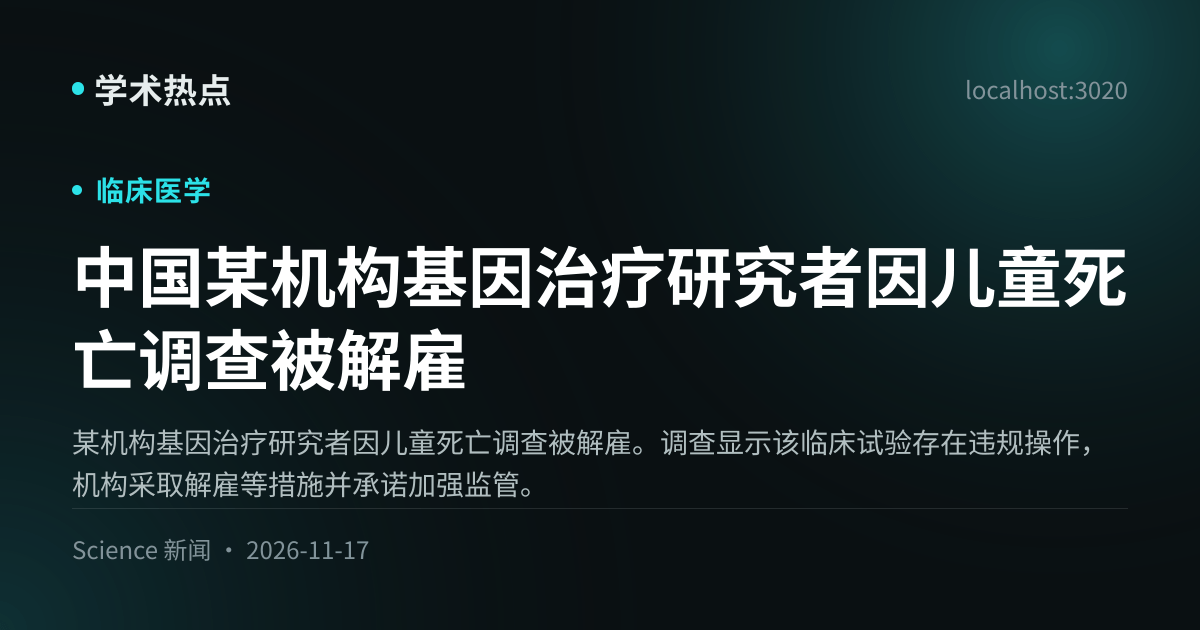 学术热点
localhost:3020
临床医学
中国某机构基因治疗研究者因儿童死
亡调查被解雇
某机构基因治疗研究者因儿童死亡调查被解雇。调查显示该临床试验存在违规操作，
机构采取解雇等措施并承诺加强监管。
Science 新闻 · 2026-11-17